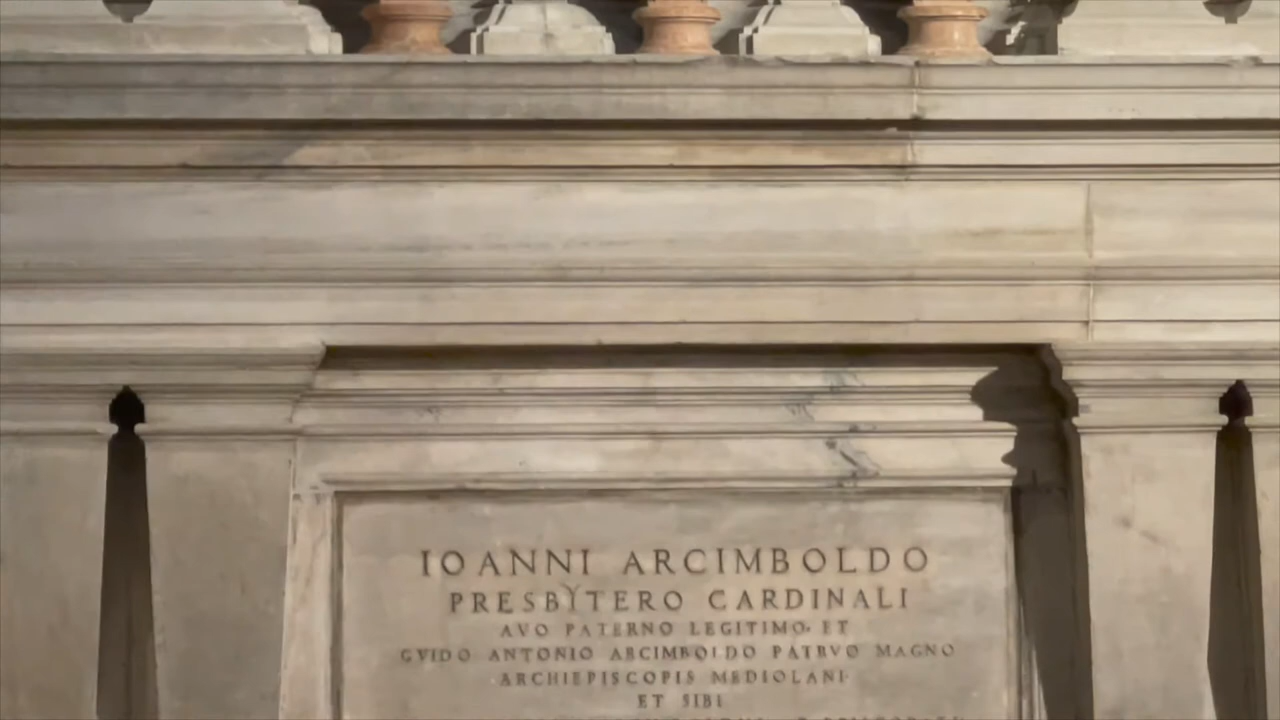 IOANNI ARCIMBOLDO
PRESBYTERO CARDINALI
AVO PATERNO LEGITIMO· ET
GVIDO ANTONIO ARCIMBOLDO PATRVO MAGNO
ARCHIEPISCOPIS MEDIOLANI
ET SIBI